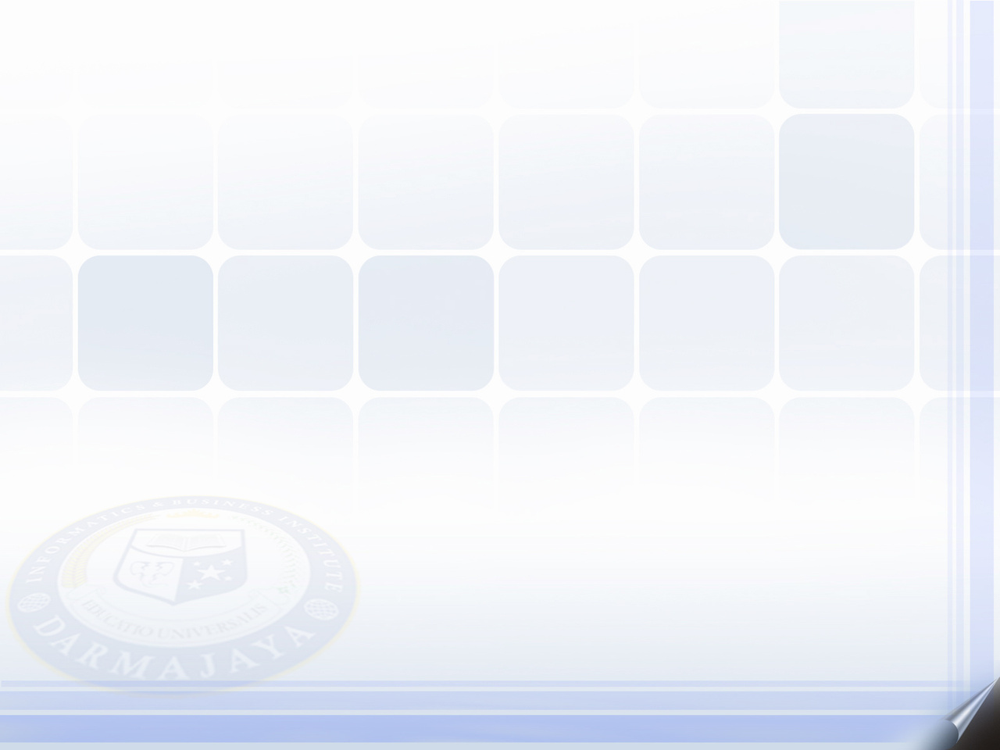 INFORMATICS & BUSINESS INSTITUTE
EDUCATIO UNIVERSALIS
DARMAJAYA